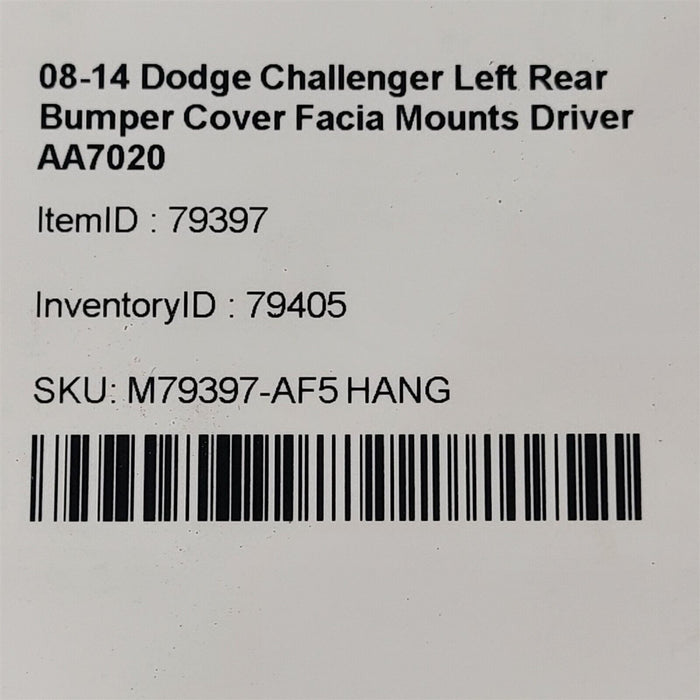 08-14 Dodge Challenger Left Rear
Bumper Cover Facia Mounts Driver
AA7020
ItemID : 79397
InventoryID : 79405
SKU: M79397-AF5 HANG